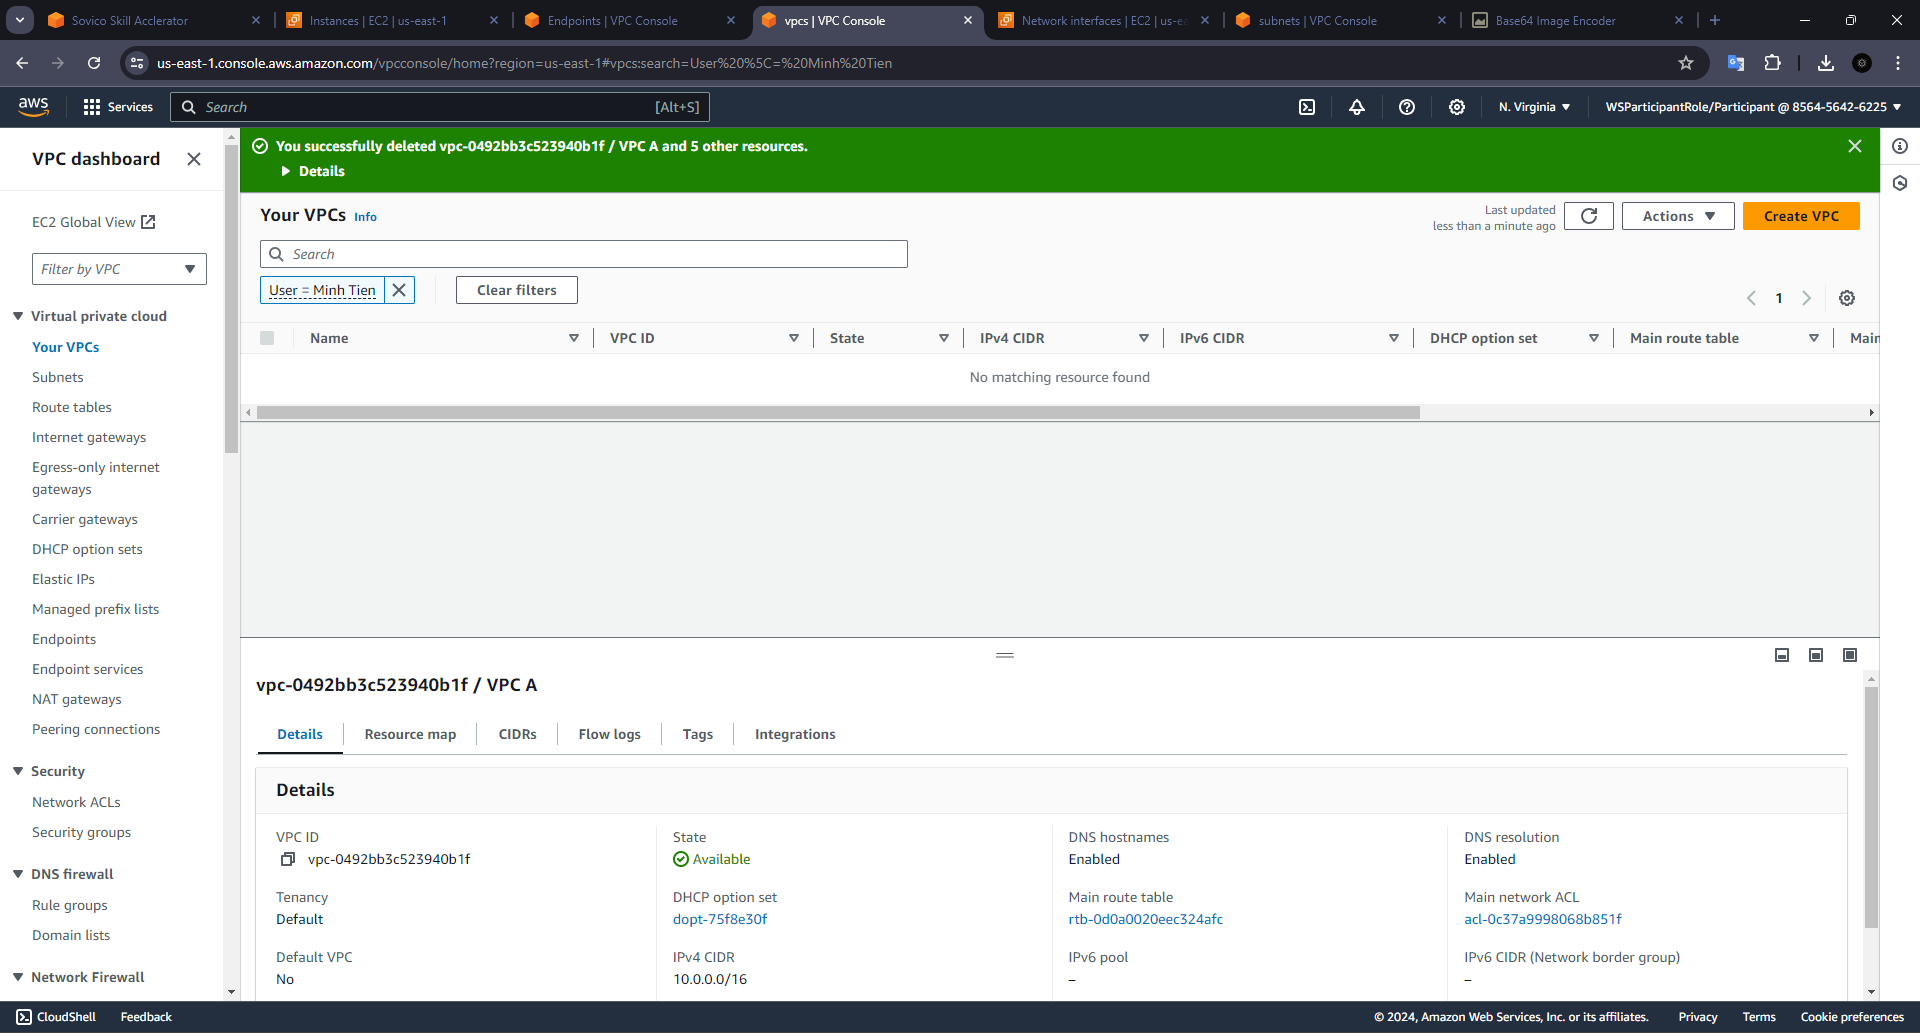 Sovico Skill Acclerator
Instances | EC2 | us-east-1
Endpoints | VPC Console
vpcs | VPC Console
Network interfaces | EC2 | us-ea
subnets | VPC Console
Base64 Image Encoder
us-east-1.console.aws.amazon.com/vpcconsole/home?region=us-east-1#vpcs:search=User%20%5C=%20Minh%20Tien
aws
Services
Search
[Alt+S]
N. Virginia
WSParticipantRole/Participant @ 8564-5642-6225
VPC dashboard
EC2 Global View
Filter by VPC
Virtual private cloud
Your VPCs
Subnets
Route tables
Internet gateways
Egress-only internet
gateways
Carrier gateways
DHCP option sets
Elastic IPs
Managed prefix lists
Endpoints
Endpoint services
NAT gateways
Peering connections
Security
Network ACLs
Security groups
DNS firewall
Rule groups
Domain lists
Network Firewall
You successfully deleted vpc-0492bb3c523940b1f / VPC A and 5 other resources.
Details
Your VPCs Info
Last updated
less than a minute ago
Actions
Create VPC
Search
User = Minh Tien
Clear filters
1
Name
VPC ID
State
IPv4 CIDR
IPv6 CIDR
DHCP option set
Main route table
Main
No matching resource found
vpc-0492bb3c523940b1f / VPC A
Details
Resource map
CIDRs
Flow logs
Tags
Integrations
Details
VPC ID
vpc-0492bb3c523940b1f
State
Available
DNS hostnames
Enabled
DNS resolution
Enabled
Tenancy
Default
DHCP option set
dopt-75f8e30f
Main route table
rtb-0d0a0020eec324afc
Main network ACL
acl-0c37a9998068b851f
Default VPC
No
IPv4 CIDR
10.0.0.0/16
IPv6 pool
–
IPv6 CIDR (Network border group)
–
CloudShell
Feedback
© 2024, Amazon Web Services, Inc. or its affiliates.
Privacy
Terms
Cookie preferences